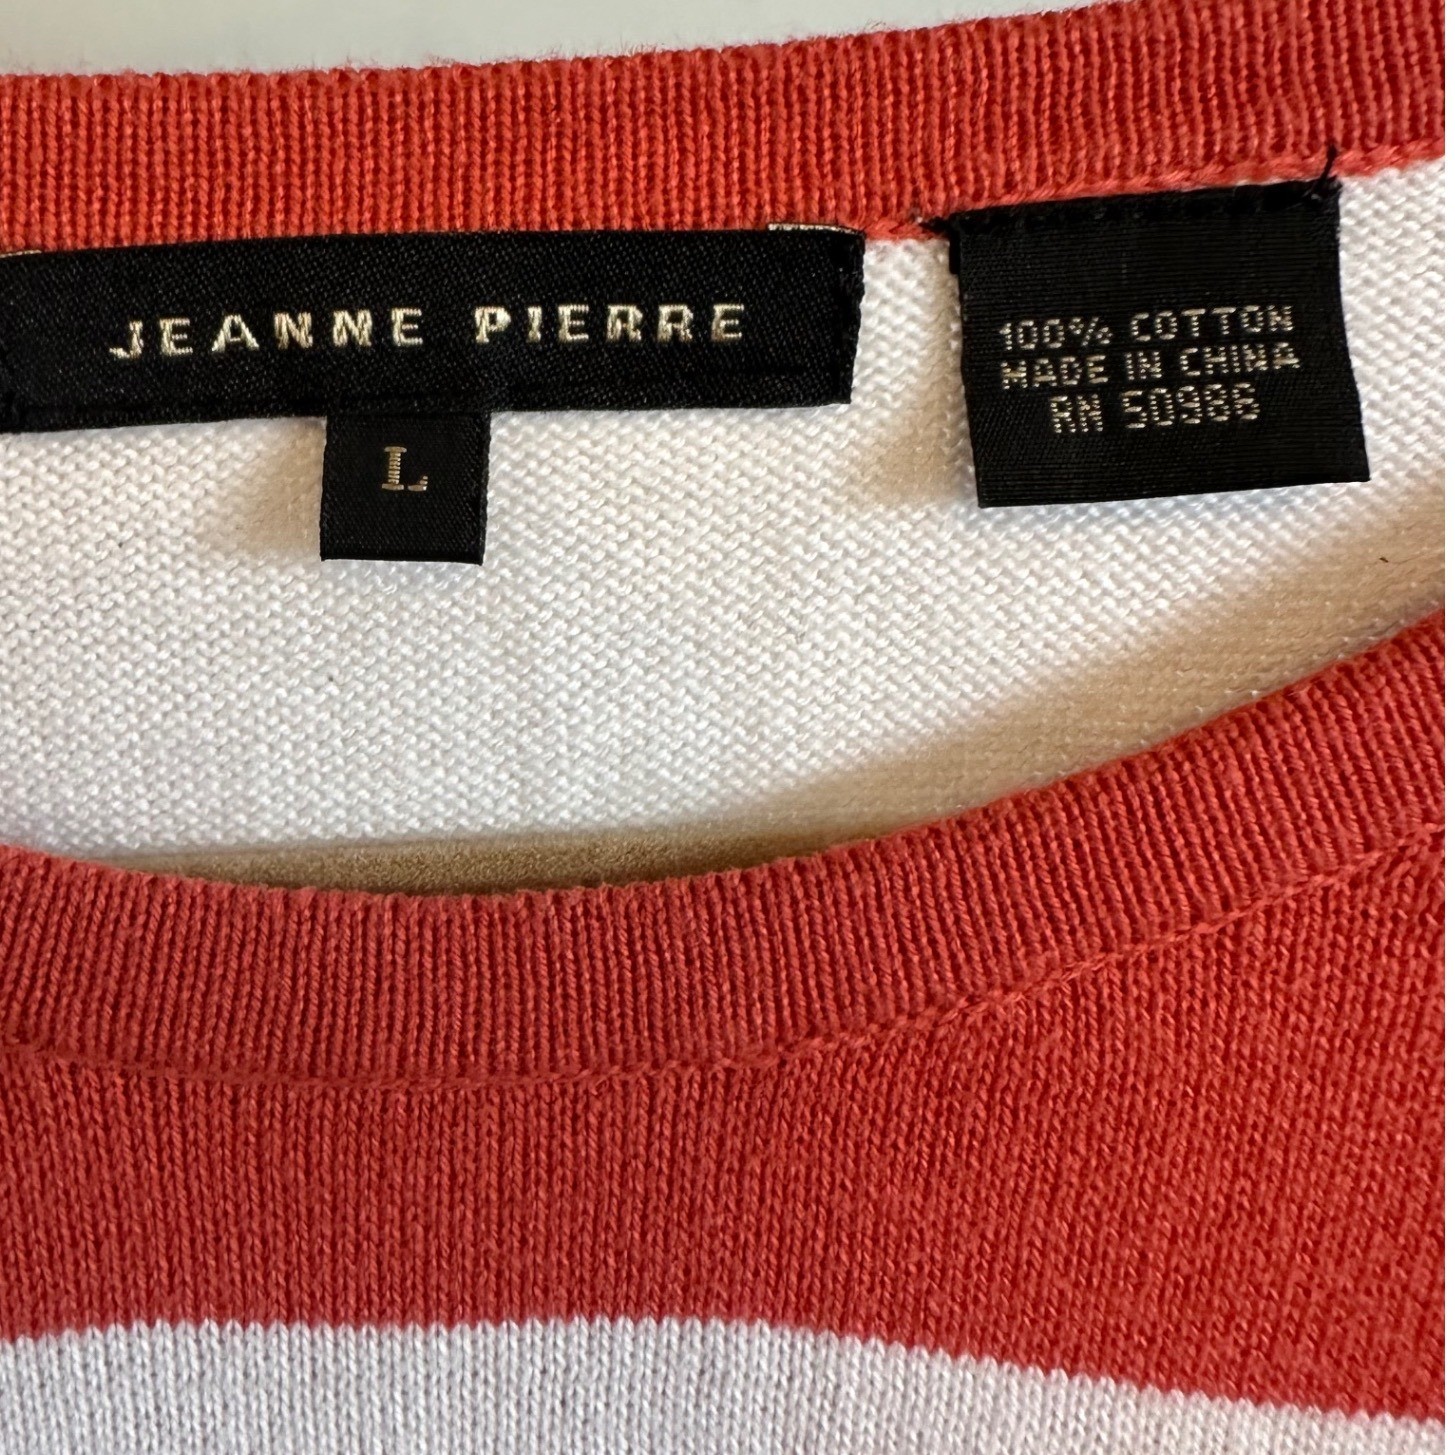 JEANNE PIERRE
L
100% COTTON
MADE IN CHINA
RN 50986